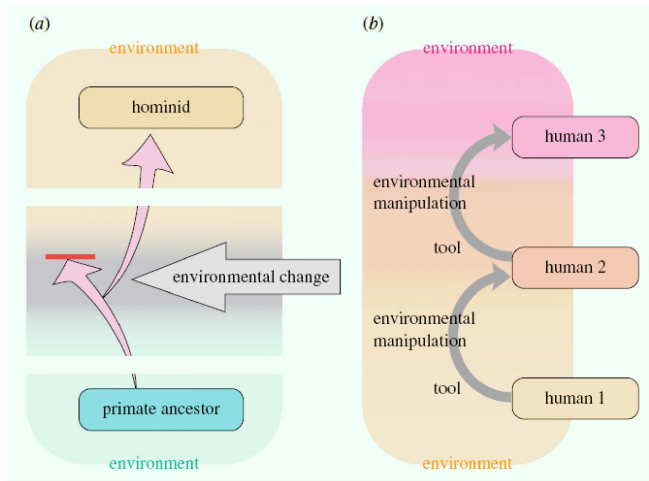 (a)
environment
hominid
environmental change
primate ancestor
environment
(b)
environment
human 3
environmental
manipulation
tool
human 2
environmental
manipulation
tool
human 1
environment